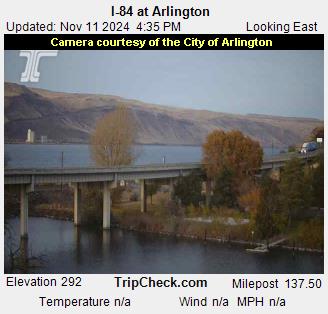 I-84 at Arlington
Updated: Nov 11 2024 4:35 PM Looking East
Camera courtesy of the City of Arlington
Elevation 292 TripCheck.com Milepost 137.50
Temperature n/a Wind n/a MPH n/a